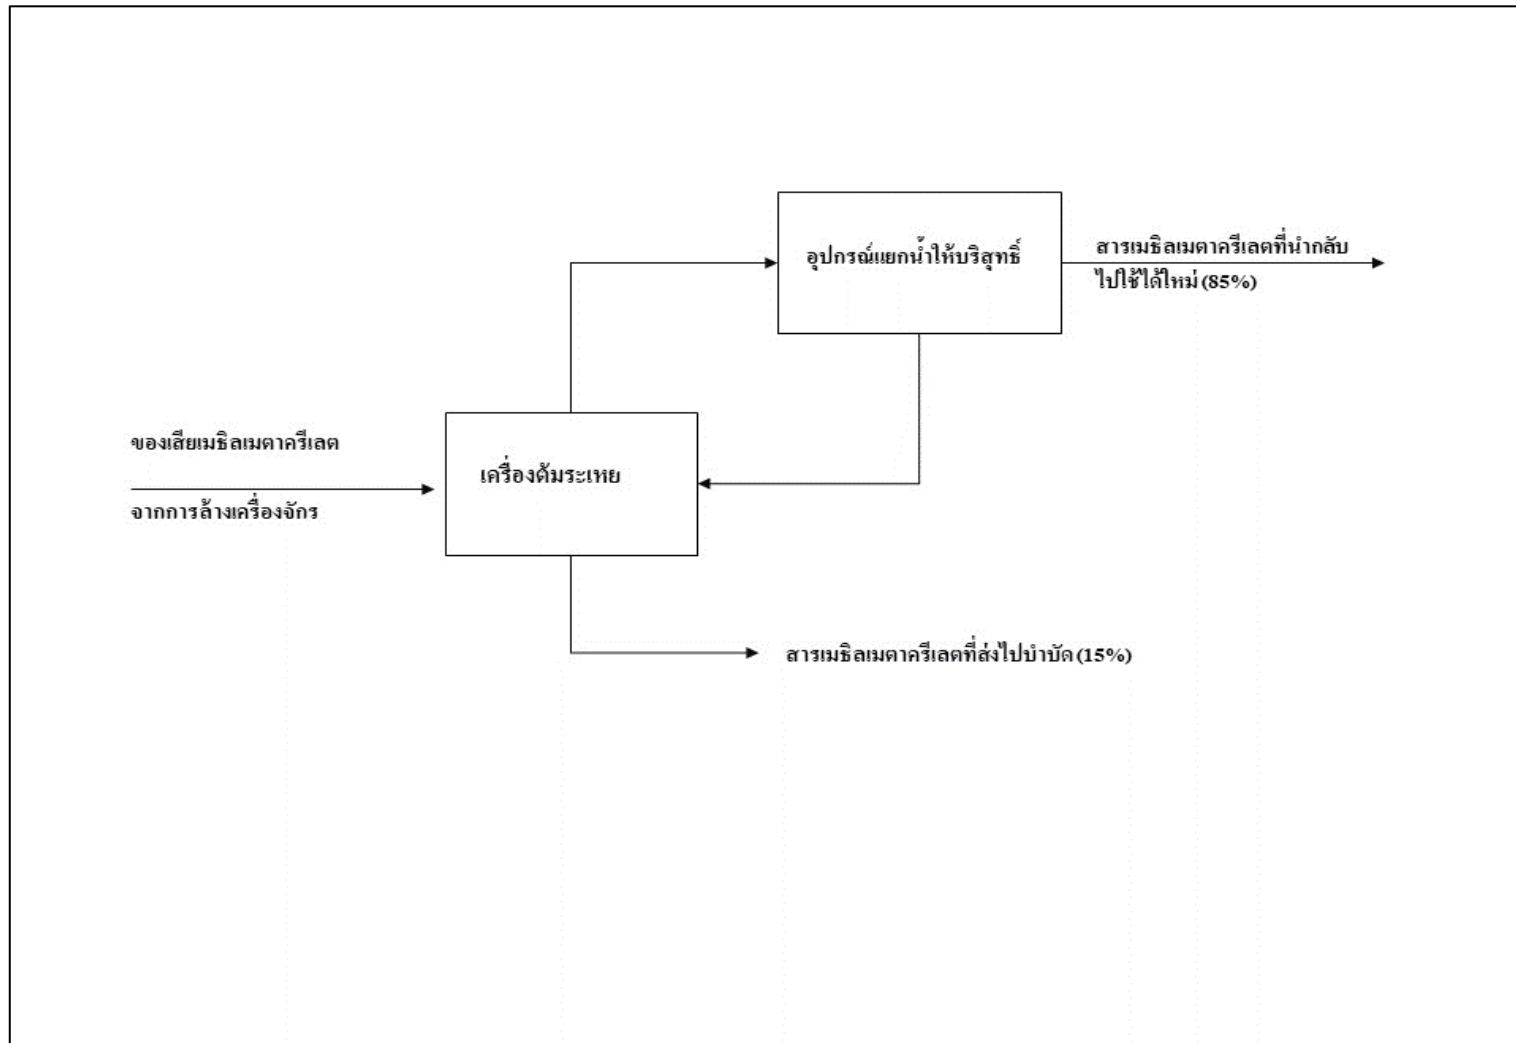 อุปกรณ์แยกน้ำให้บริสุทธิ์
สารเมธิลเมตาครีเลตที่นำกลับ
ไปใช้ได้ใหม่ (85%)
ของเสียเมธิลเมตาครีเลต
จากการล้างเครื่องจักร
เครื่องต้มระเหย
สารเมธิลเมตาครีเลตที่ส่งไปบำบัด (15%)